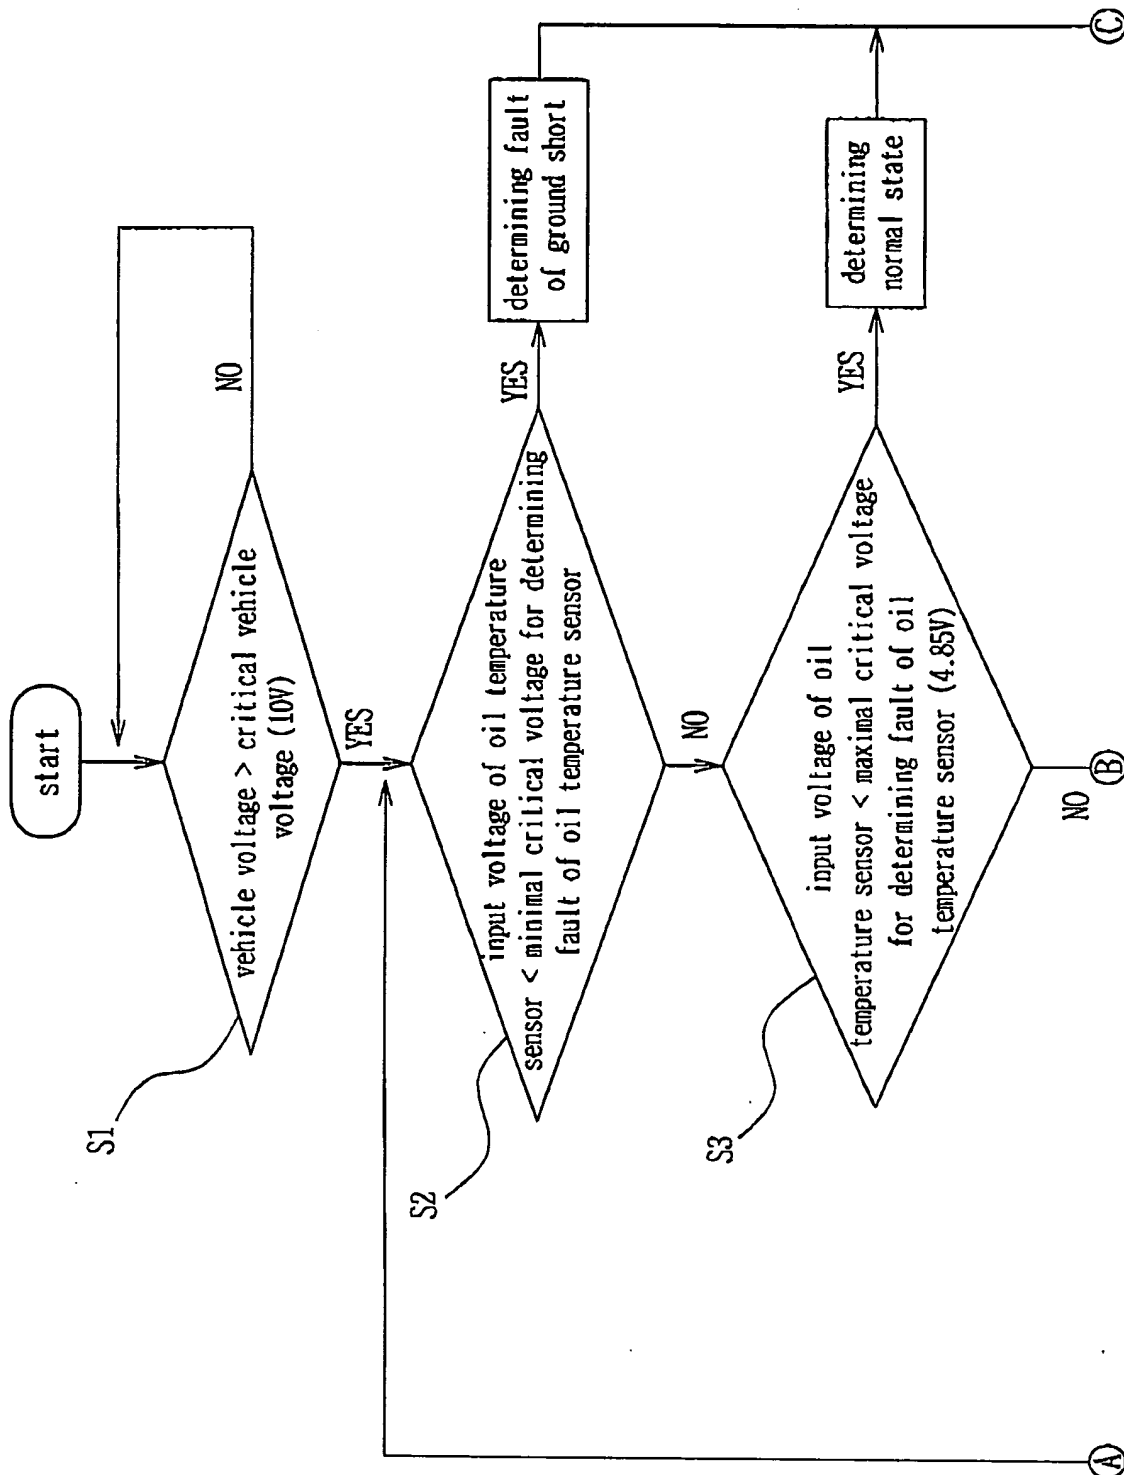 start
vehicle voltage > critical vehicle
voltage (10V)
NO
S1
YES
input voltage of oil temperature
sensor < minimal critical voltage for determining
fault of oil temperature sensor
YES
determining fault
of ground short
S2
NO
input voltage of oil
temperature sensor < maximal critical voltage
for determining fault of oil
temperature sensor (4.85V)
YES
determining
normal state
S3
NO
A
B
C